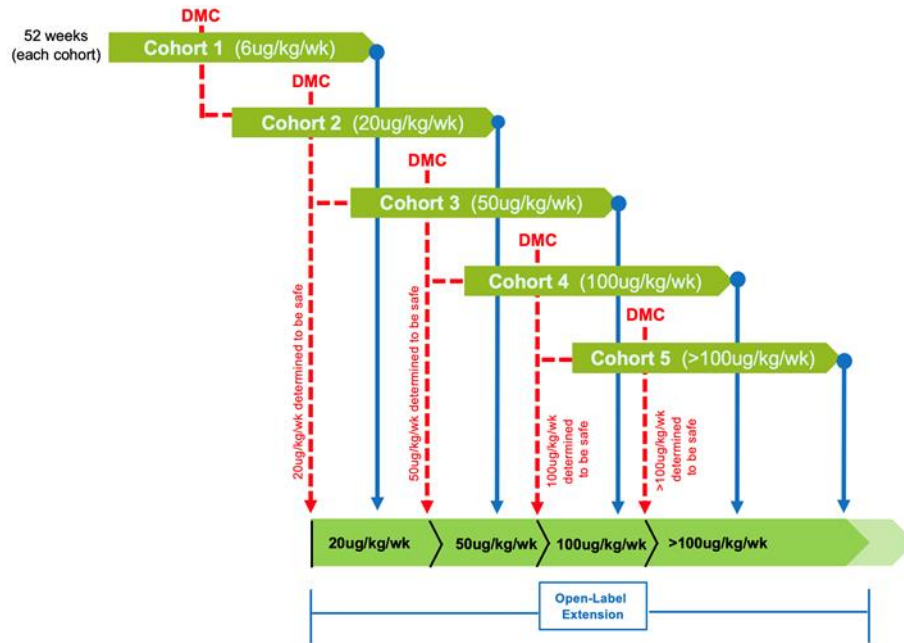 DMC
52 weeks
(each cohort)
Cohort 1 (6ug/kg/wk)
DMC
Cohort 2 (20ug/kg/wk)
DMC
Cohort 3 (50ug/kg/wk)
DMC
Cohort 4 (100ug/kg/wk)
DMC
Cohort 5 (>100ug/kg/wk)
20ug/kg/wk determined to be safe
50ug/kg/wk determined to be safe
100ug/kg/wk
determined
to be safe
>100ug/kg/wk
determined
to be safe
20ug/kg/wk
50ug/kg/wk
100ug/kg/wk
>100ug/kg/wk
Open-Label
Extension